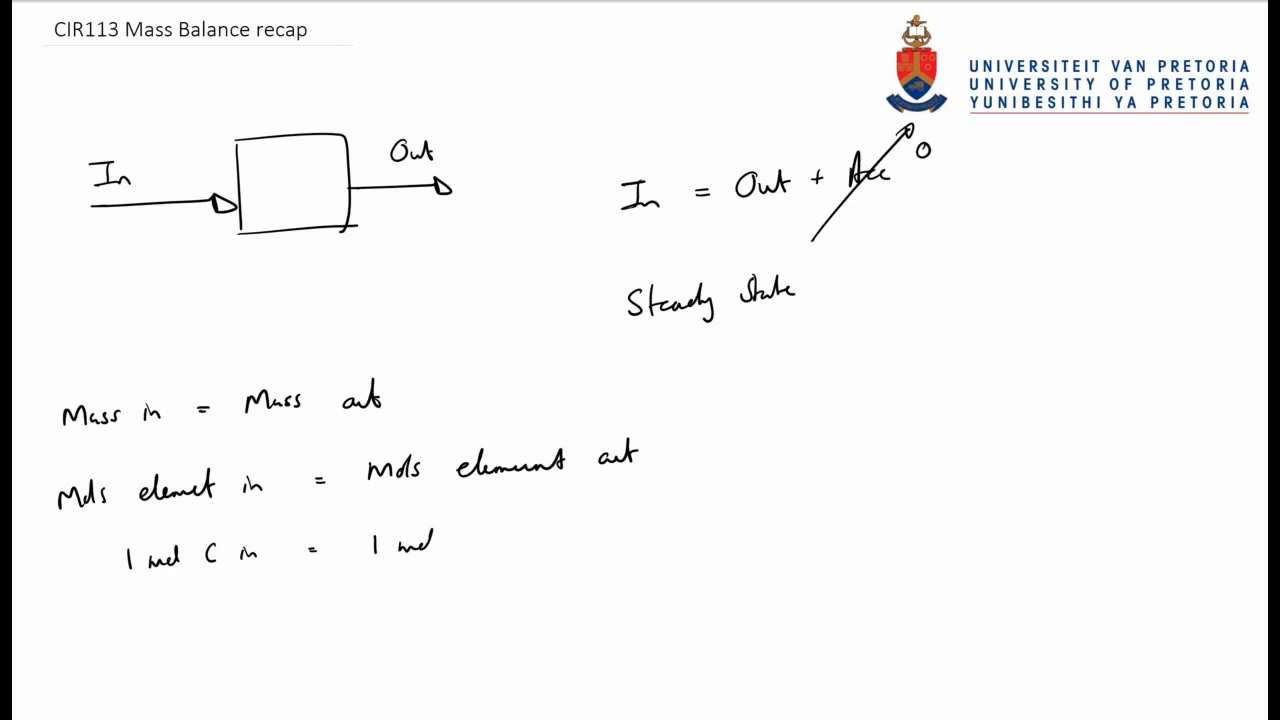 CIR113 Mass Balance recap
UNIVERSITEIT VAN PRETORIA
UNIVERSITY OF PRETORIA
YUNIBESITHI YA PRETORIA
In
Out
In = Out + Acc
0
Steady State
Mass in = Mass out
Mols elemet in = Mols element out
1 mol C in = 1 mol